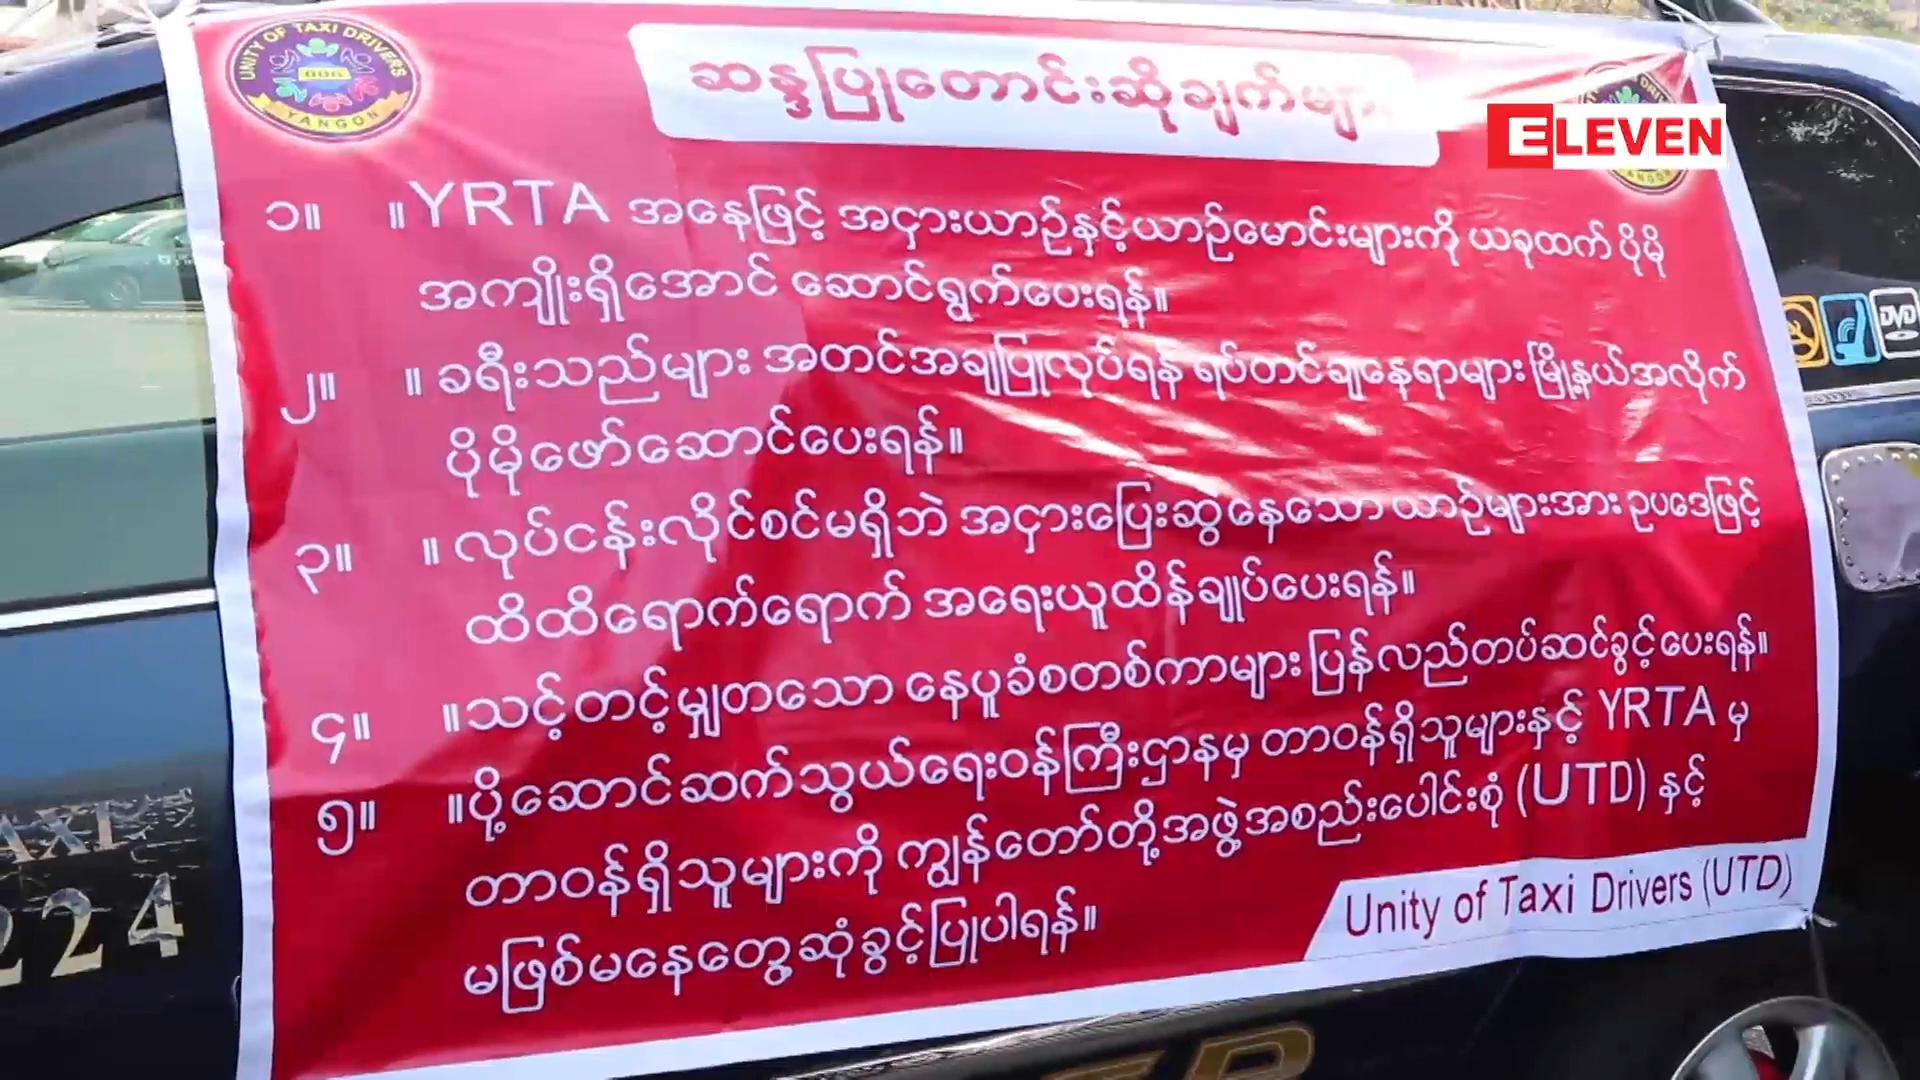 UNITY OF TAXI DRIVERS
YANGON
ဆန္ဒပြုတောင်းဆိုချက်များ
ELEVEN
YANGON
၁။ ။ YRTA အနေဖြင့် အငှားယာဉ်နှင့်ယာဉ်မောင်းများကို ယခုထက် ပိုမို
အကျိုးရှိအောင် ဆောင်ရွက်ပေးရန်။
၂။ ။ ခရီးသည်များ အတင်အချပြုလုပ်ရန် ရပ်တင်ချနေရာများ မြို့နယ်အလိုက်
ပိုမိုဖော်ဆောင်ပေးရန်။
၃။ ။ လုပ်ငန်းလိုင်စင်မရှိဘဲ အငှားပြေးဆွဲနေသော ယာဉ်များအား ဥပဒေဖြင့်
ထိထိရောက်ရောက် အရေးယူထိန်ချုပ်ပေးရန်။
၄။ ။သင့်တင့်မျှတသော နေပူခံစတစ်ကာများ ပြန်လည်တပ်ဆင်ခွင့်ပေးရန်။
၅။ ။ပို့ဆောင်ဆက်သွယ်ရေးဝန်ကြီးဌာနမှ တာဝန်ရှိသူများနှင့် YRTA မှ
တာဝန်ရှိသူများကို ကျွန်တော်တို့အဖွဲ့အစည်းပေါင်းစုံ (UTD) နှင့်
မဖြစ်မနေတွေ့ဆုံခွင့်ပြုပါရန်။
Unity of Taxi Drivers (UTD)
DVD
TAXI
224